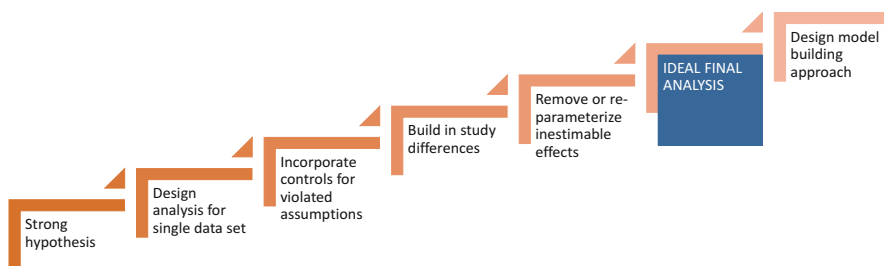 Strong
hypothesis
Design
analysis for
single data set
Incorporate
controls for
violated
assumptions
Build in study
differences
Remove or re-
parameterize
inestimable
effects
IDEAL FINAL
ANALYSIS
Design model
building
approach